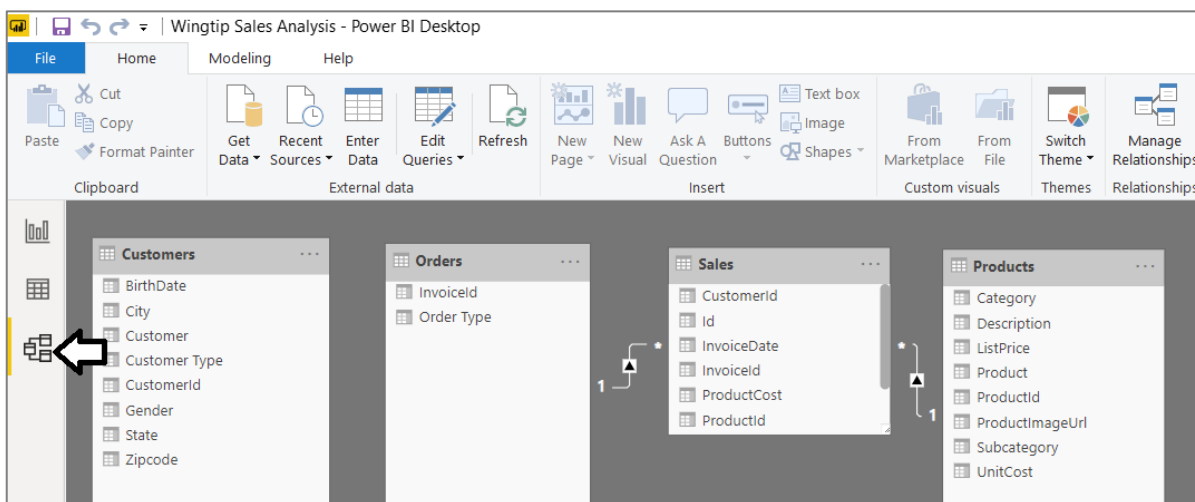 Wingtip Sales Analysis - Power BI Desktop
File Home Modeling Help
Paste
Cut
Copy
Format Painter
Clipboard
Get Data
Recent Sources
Enter Data
Edit Queries
Refresh
External data
New Page
New Visual
Ask A Question
Buttons
Text box
Image
Shapes
Insert
From Marketplace
From File
Custom visuals
Switch Theme
Themes
Manage Relationships
Relationships
Customers
BirthDate
City
Customer
Customer Type
CustomerId
Gender
State
Zipcode
Orders
InvoiceId
Order Type
1
*
Sales
CustomerId
Id
InvoiceDate
InvoiceId
ProductCost
ProductId
*
1
Products
Category
Description
ListPrice
Product
ProductId
ProductImageUrl
Subcategory
UnitCost